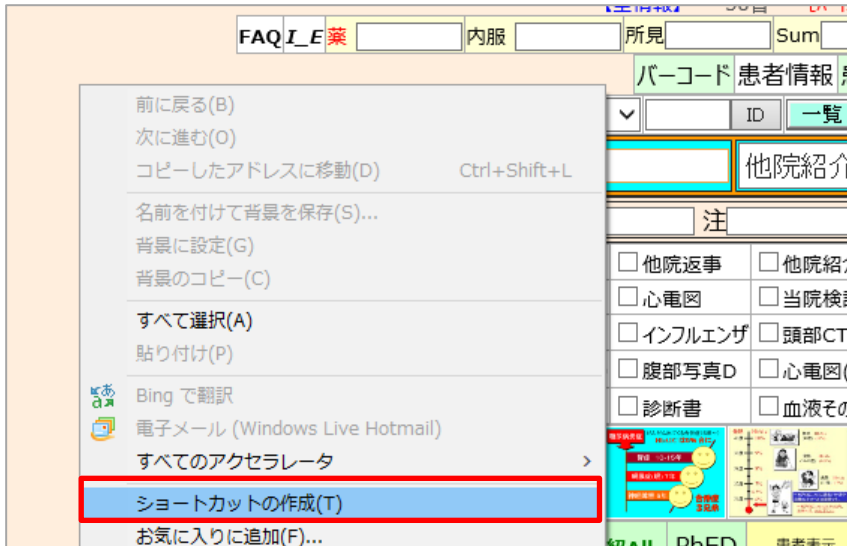 FAQ I_E 薬 内服 所見 Sum
バーコード 患者情報
ID 一覧
他院紹介
注
前に戻る(B)
次に進む(O)
コピーしたアドレスに移動(D) Ctrl+Shift+L
名前を付けて背景を保存(S)...
背景に設定(G)
背景のコピー(C)
すべて選択(A)
貼り付け(P)
Bing で翻訳
電子メール (Windows Live Hotmail)
すべてのアクセラレータ
ショートカットの作成(T)
お気に入りに追加(F)...
他院返事 他院紹
心電図 当院検
インフルエンザ 頭部CT
腹部写真D 心電図(
診断書 血液その
PhED 患者表示